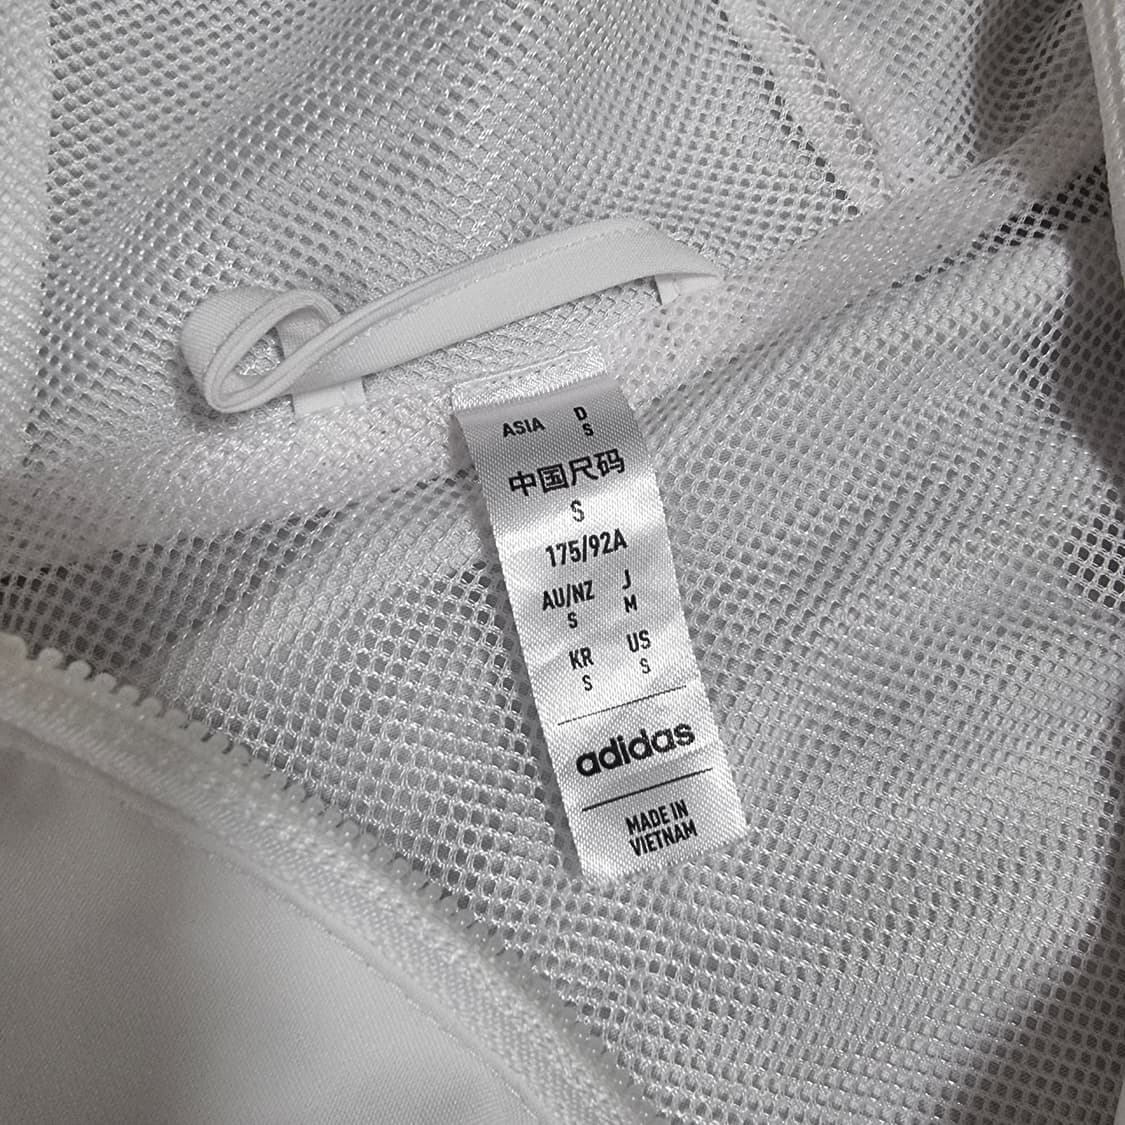 ASIA D
S
中国尺码
S
175/92A
AU/NZ J
S M
KR US
S S
adidas
MADE IN
VIETNAM